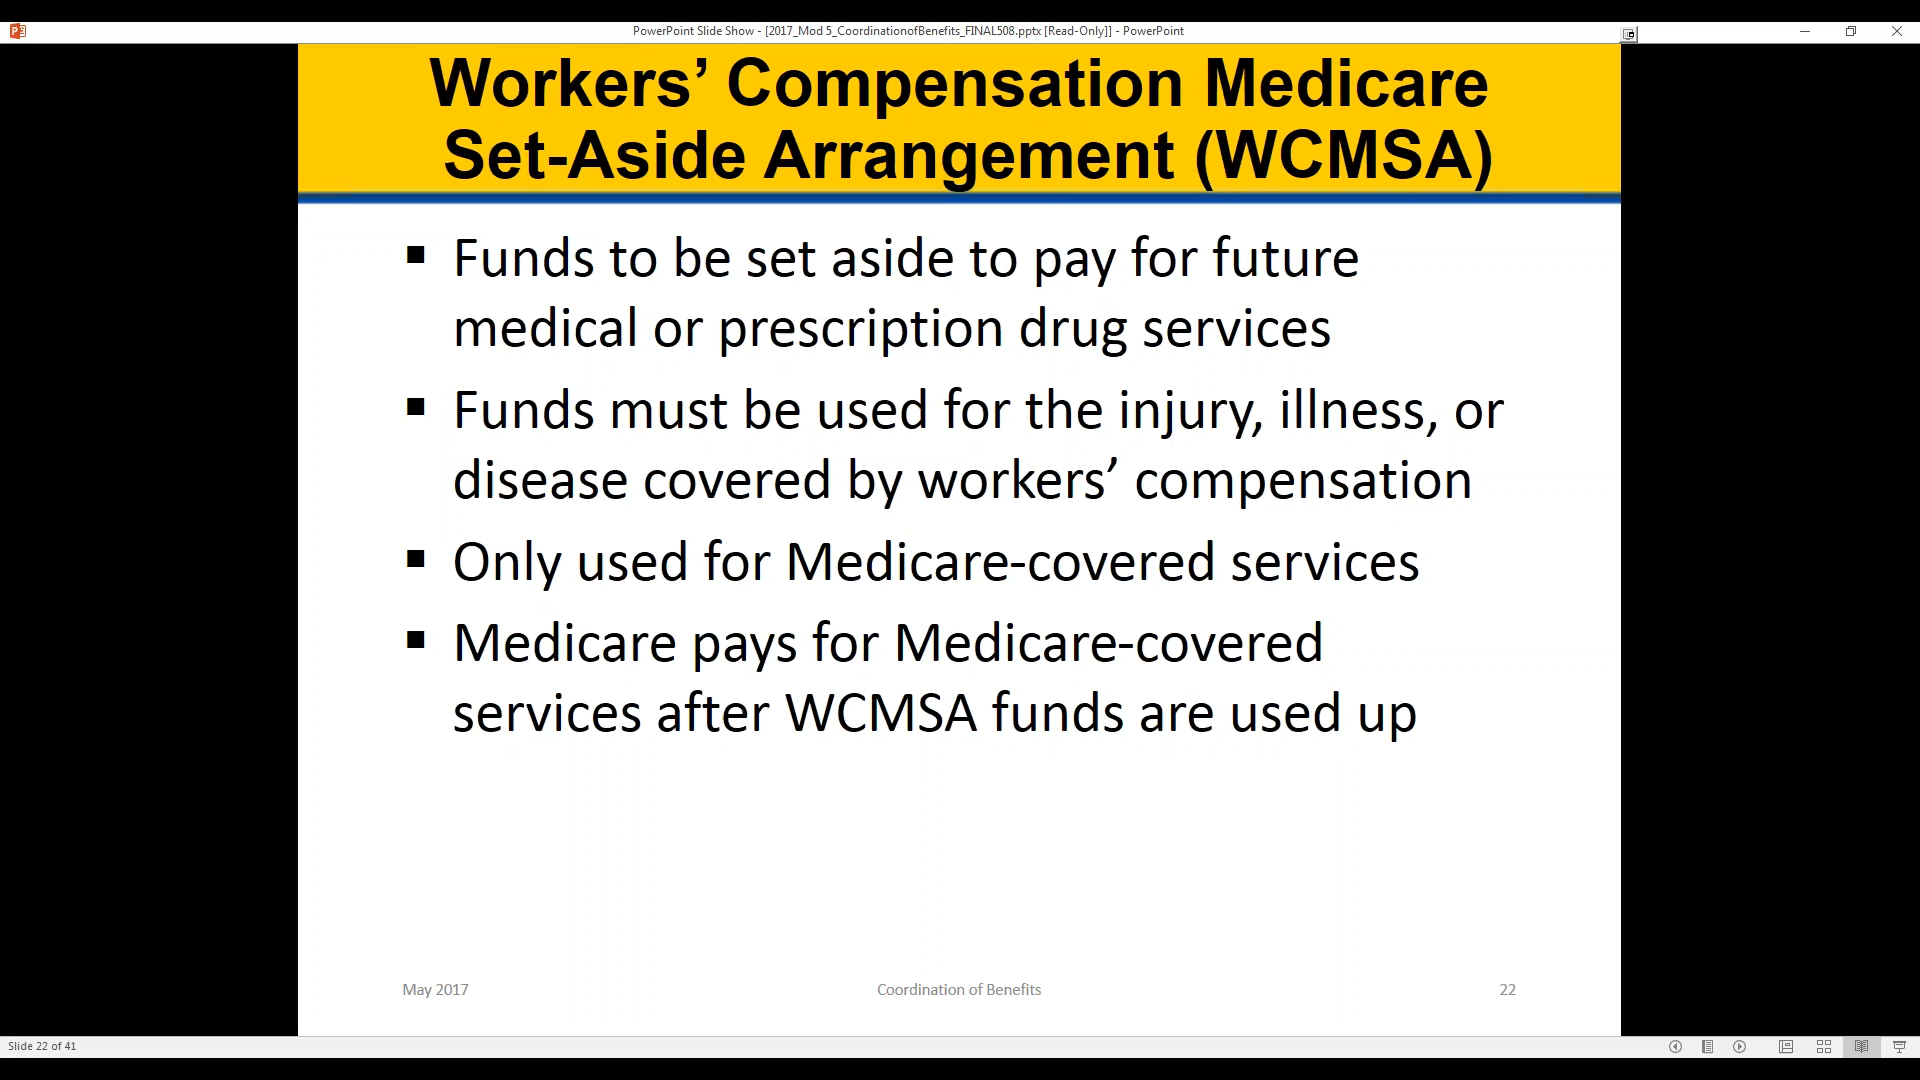 PowerPoint Slide Show - [2017_Mod 5_CoordinationofBenefits_FINAL508.pptx [Read-Only]] - PowerPoint
Workers’ Compensation Medicare
Set-Aside Arrangement (WCMSA)
▪ Funds to be set aside to pay for future
medical or prescription drug services
▪ Funds must be used for the injury, illness, or
disease covered by workers’ compensation
▪ Only used for Medicare-covered services
▪ Medicare pays for Medicare-covered
services after WCMSA funds are used up
May 2017 Coordination of Benefits 22
Slide 22 of 41